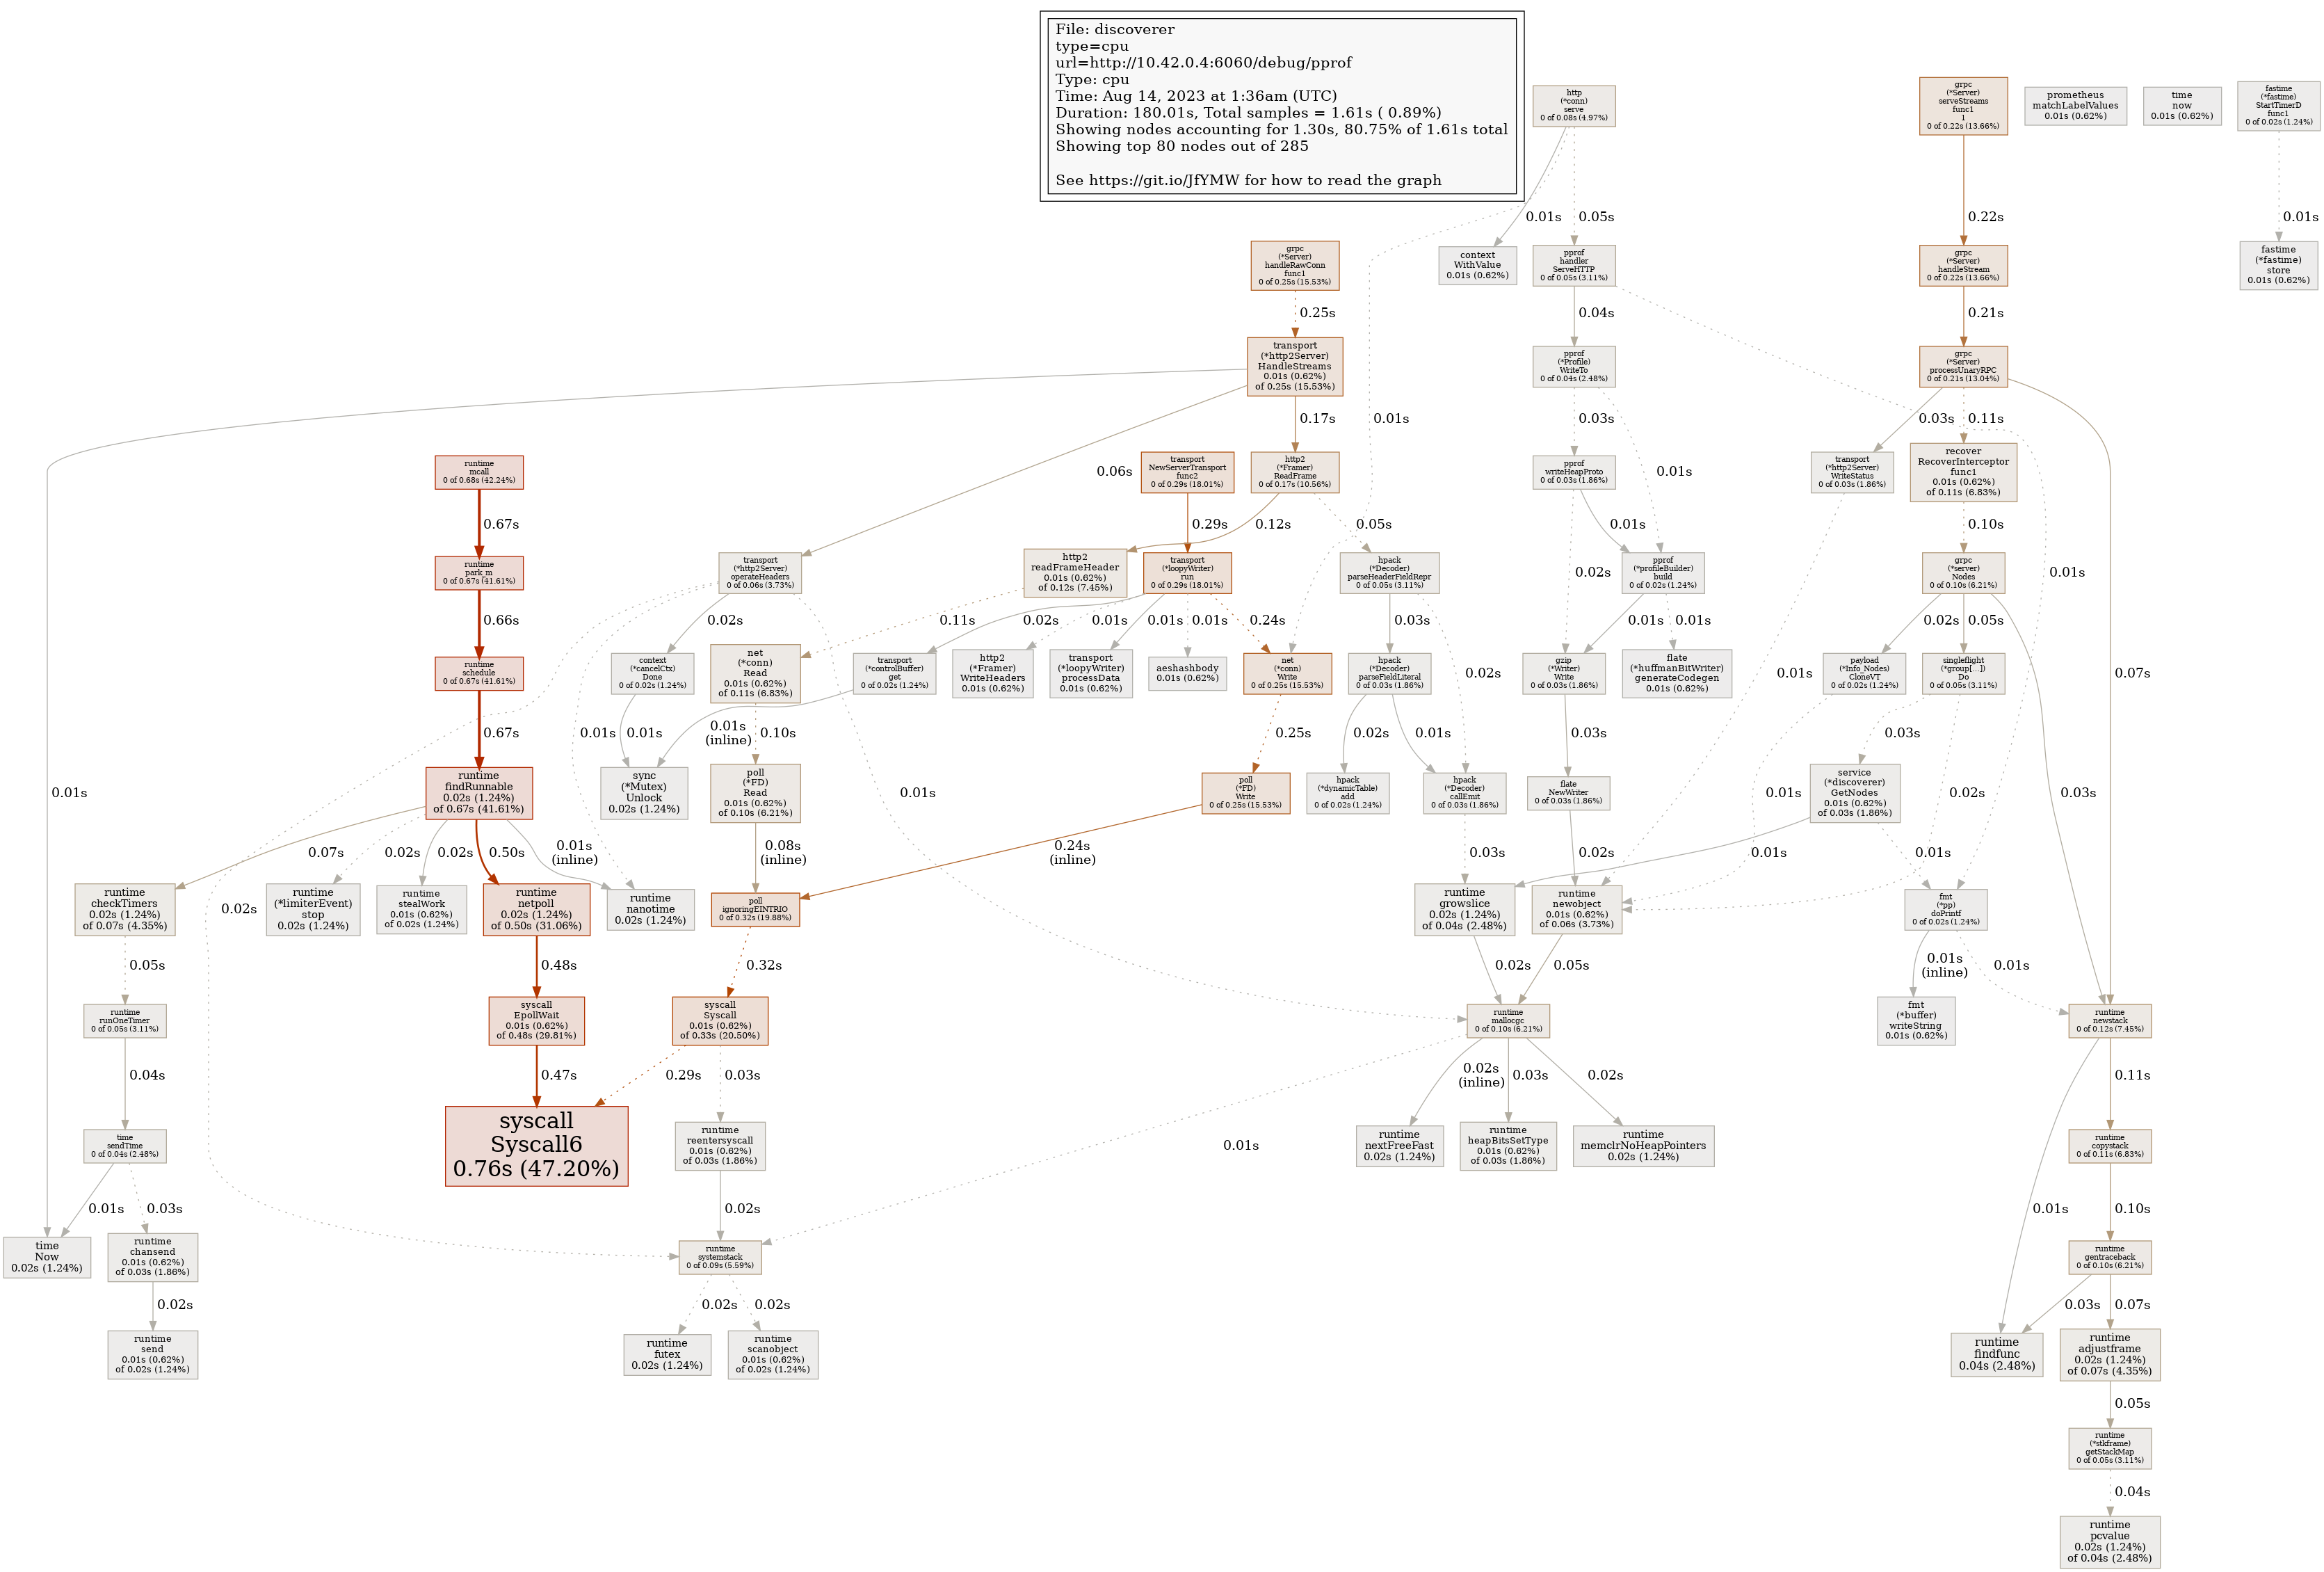 File: discoverer
type=cpu
url=http://10.42.0.4:6060/debug/pprof
Type: cpu
Time: Aug 14, 2023 at 1:36am (UTC)
Duration: 180.01s, Total samples = 1.61s ( 0.89%)
Showing nodes accounting for 1.30s, 80.75% of 1.61s total
Showing top 80 nodes out of 285
See https://git.io/JfYMW for how to read the graph
http
(*conn)
serve
0 of 0.08s (4.97%)
grpc
(*Server)
serveStreams
func1
1
0 of 0.22s (13.66%)
prometheus
matchLabelValues
0.01s (0.62%)
time
now
0.01s (0.62%)
fastime
(*fastime)
StartTimerD
func1
0 of 0.02s (1.24%)
0.01s
0.05s
0.22s
0.01s
grpc
(*Server)
handleRawConn
func1
0 of 0.25s (15.53%)
context
WithValue
0.01s (0.62%)
pprof
handler
ServeHTTP
0 of 0.05s (3.11%)
grpc
(*Server)
handleStream
0 of 0.22s (13.66%)
fastime
(*fastime)
store
0.01s (0.62%)
0.25s
0.04s
0.21s
transport
(*http2Server)
HandleStreams
0.01s (0.62%)
of 0.25s (15.53%)
pprof
(*Profile)
WriteTo
0 of 0.04s (2.48%)
grpc
(*Server)
processUnaryRPC
0 of 0.21s (13.04%)
0.17s
0.01s
0.03s
0.03s
0.11s
runtime
mcall
0 of 0.68s (42.24%)
0.06s
transport
NewServerTransport
func2
0 of 0.29s (18.01%)
http2
(*Framer)
ReadFrame
0 of 0.17s (10.56%)
pprof
writeHeapProto
0 of 0.03s (1.86%)
0.01s
transport
(*http2Server)
WriteStatus
0 of 0.03s (1.86%)
recover
RecoverInterceptor
func1
0.01s (0.62%)
of 0.11s (6.83%)
0.67s
0.29s
0.12s
0.05s
0.01s
0.10s
runtime
park_m
0 of 0.67s (41.61%)
transport
(*http2Server)
operateHeaders
0 of 0.06s (3.73%)
http2
readFrameHeader
0.01s (0.62%)
of 0.12s (7.45%)
transport
(*loopyWriter)
run
0 of 0.29s (18.01%)
hpack
(*Decoder)
parseHeaderFieldRepr
0 of 0.05s (3.11%)
0.02s
pprof
(*profileBuilder)
build
0 of 0.02s (1.24%)
grpc
(*server)
Nodes
0 of 0.10s (6.21%)
0.01s
0.66s
0.02s
0.11s
0.02s
0.01s
0.01s
0.01s
0.24s
0.03s
0.01s
0.01s
0.02s
0.05s
runtime
schedule
0 of 0.67s (41.61%)
context
(*cancelCtx)
Done
0 of 0.02s (1.24%)
net
(*conn)
Read
0.01s (0.62%)
of 0.11s (6.83%)
transport
(*controlBuffer)
get
0 of 0.02s (1.24%)
http2
(*Framer)
WriteHeaders
0.01s (0.62%)
transport
(*loopyWriter)
processData
0.01s (0.62%)
aeshashbody
0.01s (0.62%)
net
(*conn)
Write
0 of 0.25s (15.53%)
hpack
(*Decoder)
parseFieldLiteral
0 of 0.03s (1.86%)
0.02s
gzip
(*Writer)
Write
0 of 0.03s (1.86%)
flate
(*huffmanBitWriter)
generateCodegen
0.01s (0.62%)
0.01s
payload
(*Info_Nodes)
CloneVT
0 of 0.02s (1.24%)
singleflight
(*group[...])
Do
0 of 0.05s (3.11%)
0.07s
0.67s
0.01s
0.01s
0.01s
(inline)
0.10s
0.25s
0.02s
0.01s
0.03s
0.03s
0.01s
runtime
findRunnable
0.02s (1.24%)
of 0.67s (41.61%)
sync
(*Mutex)
Unlock
0.02s (1.24%)
poll
(*FD)
Read
0.01s (0.62%)
of 0.10s (6.21%)
0.01s
poll
(*FD)
Write
0 of 0.25s (15.53%)
hpack
(*dynamicTable)
add
0 of 0.02s (1.24%)
hpack
(*Decoder)
callEmit
0 of 0.03s (1.86%)
flate
NewWriter
0 of 0.03s (1.86%)
0.01s
service
(*discoverer)
GetNodes
0.01s (0.62%)
of 0.03s (1.86%)
0.02s
0.03s
0.07s
0.02s
0.02s
0.50s
0.01s
(inline)
0.08s
(inline)
0.24s
(inline)
0.03s
0.02s
0.01s
0.01s
runtime
checkTimers
0.02s (1.24%)
of 0.07s (4.35%)
0.02s
runtime
(*limiterEvent)
stop
0.02s (1.24%)
runtime
stealWork
0.01s (0.62%)
of 0.02s (1.24%)
runtime
netpoll
0.02s (1.24%)
of 0.50s (31.06%)
runtime
nanotime
0.02s (1.24%)
poll
ignoringEINTRIO
0 of 0.32s (19.88%)
runtime
growslice
0.02s (1.24%)
of 0.04s (2.48%)
runtime
newobject
0.01s (0.62%)
of 0.06s (3.73%)
fmt
(*pp)
doPrintf
0 of 0.02s (1.24%)
0.05s
0.48s
0.32s
0.02s
0.05s
0.01s
(inline)
0.01s
runtime
runOneTimer
0 of 0.05s (3.11%)
syscall
EpollWait
0.01s (0.62%)
of 0.48s (29.81%)
syscall
Syscall
0.01s (0.62%)
of 0.33s (20.50%)
runtime
mallocgc
0 of 0.10s (6.21%)
fmt
(*buffer)
writeString
0.01s (0.62%)
runtime
newstack
0 of 0.12s (7.45%)
0.04s
0.47s
0.29s
0.03s
0.02s
(inline)
0.03s
0.02s
0.11s
time
sendTime
0 of 0.04s (2.48%)
syscall
Syscall6
0.76s (47.20%)
runtime
reentersyscall
0.01s (0.62%)
of 0.03s (1.86%)
0.01s
runtime
nextFreeFast
0.02s (1.24%)
runtime
heapBitsSetType
0.01s (0.62%)
of 0.03s (1.86%)
runtime
memclrNoHeapPointers
0.02s (1.24%)
runtime
copystack
0 of 0.11s (6.83%)
0.01s
0.03s
0.02s
0.01s
0.10s
time
Now
0.02s (1.24%)
runtime
chansend
0.01s (0.62%)
of 0.03s (1.86%)
runtime
systemstack
0 of 0.09s (5.59%)
runtime
gentraceback
0 of 0.10s (6.21%)
0.02s
0.02s
0.02s
0.03s
0.07s
runtime
send
0.01s (0.62%)
of 0.02s (1.24%)
runtime
futex
0.02s (1.24%)
runtime
scanobject
0.01s (0.62%)
of 0.02s (1.24%)
runtime
findfunc
0.04s (2.48%)
runtime
adjustframe
0.02s (1.24%)
of 0.07s (4.35%)
0.05s
runtime
(*stkframe)
getStackMap
0 of 0.05s (3.11%)
0.04s
runtime
pcvalue
0.02s (1.24%)
of 0.04s (2.48%)